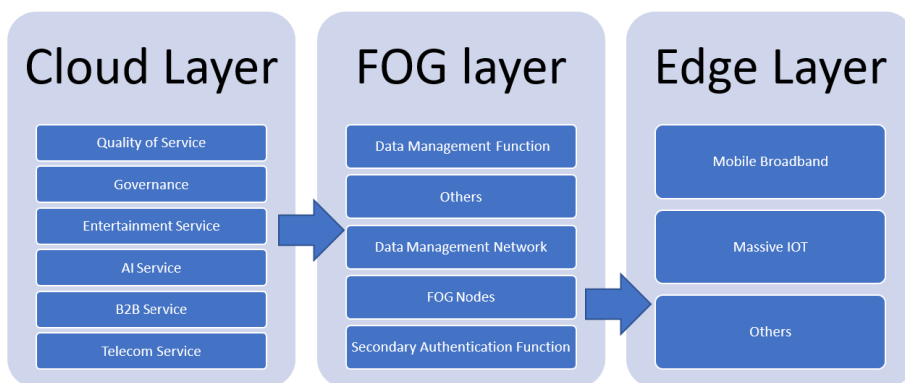 Cloud Layer
Quality of Service
Governance
Entertainment Service
AI Service
B2B Service
Telecom Service
FOG layer
Data Management Function
Others
Data Management Network
FOG Nodes
Secondary Authentication Function
Edge Layer
Mobile Broadband
Massive IOT
Others